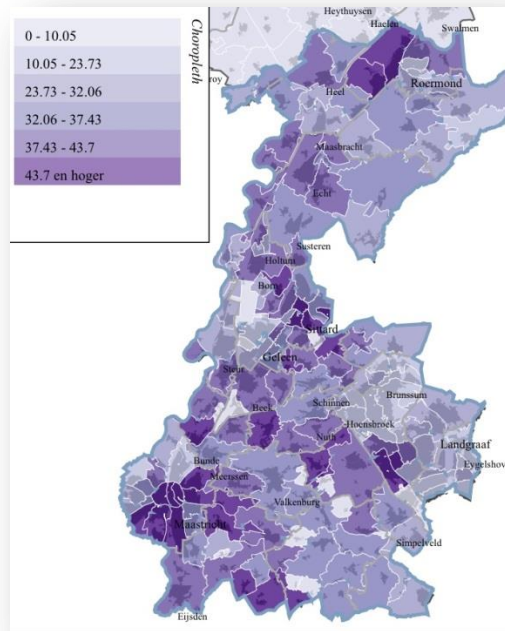 0 - 10.05
10.05 - 23.73
23.73 - 32.06
32.06 - 37.43
37.43 - 43.7
43.7 en hoger
Choropleth
Heythuysen
Haelen
Swalmen
roy
Roermond
Heel
Maasbracht
Echt
Susteren
Holtum
Born
Sittard
Geleen
Stein
Beek
Schinnen
Brunssum
Hoensbroek
Nuth
Landgraaf
Eygelshov
Bunde
Meerssen
Valkenburg
Maastricht
Simpelveld
Eijsden